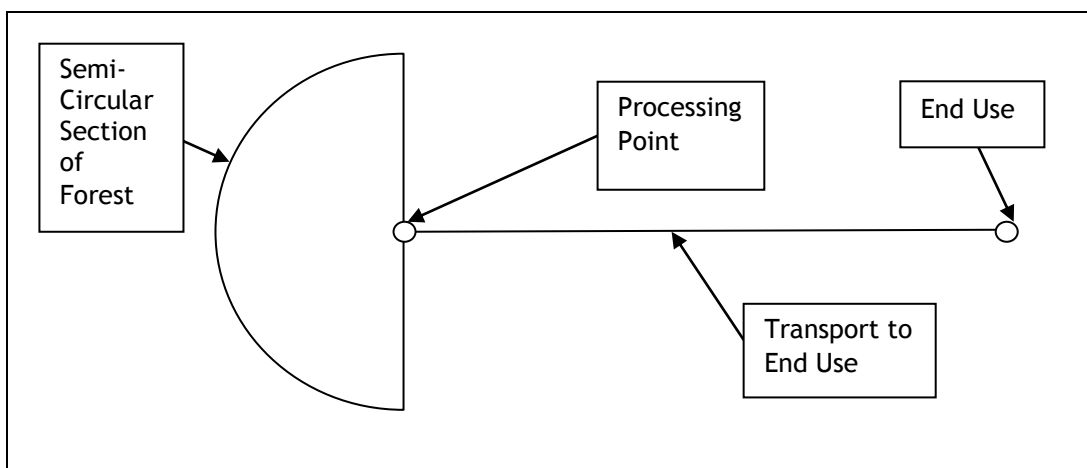 Semi-
Circular
Section
of
Forest
Processing
Point
End Use
Transport to
End Use